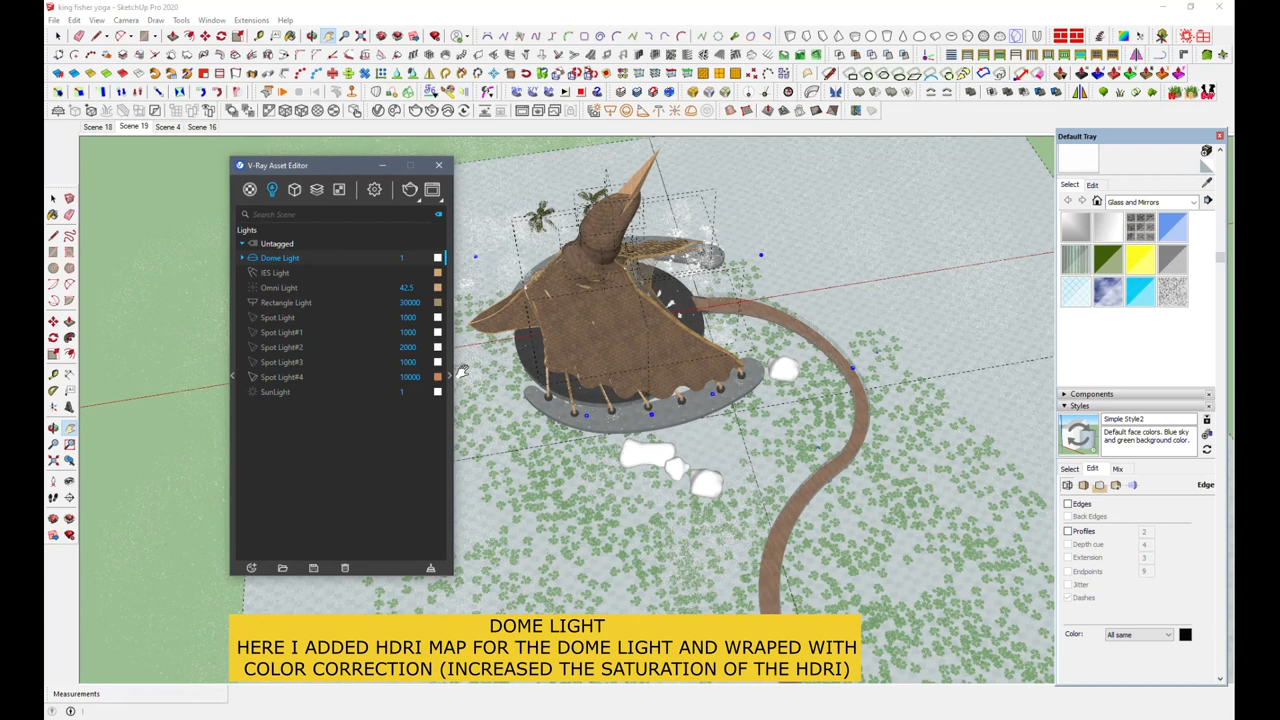 king fisher yoga - SketchUp Pro 2020
File Edit View Camera Draw Tools Window Extensions Help
Scene 18 Scene 19 Scene 4 Scene 16
V-Ray Asset Editor
Search Scene
Lights
Untagged
Dome Light 1
IES Light
Omni Light 42.5
Rectangle Light 30000
Spot Light 1000
Spot Light#1 1000
Spot Light#2 2000
Spot Light#3 1000
Spot Light#4 10000
SunLight 1
Default Tray
Select Edit
Glass and Mirrors
Components
Styles
Simple Style2
Default face colors. Blue sky
and green background color.
Select Edit Mix
Edge
Edges
Back Edges
Profiles 2
Depth cue 4
Extension 3
Endpoints 9
Jitter
Dashes
Color: All same
DOME LIGHT
HERE I ADDED HDRI MAP FOR THE DOME LIGHT AND WRAPED WITH
COLOR CORRECTION (INCREASED THE SATURATION OF THE HDRI)
Measurements